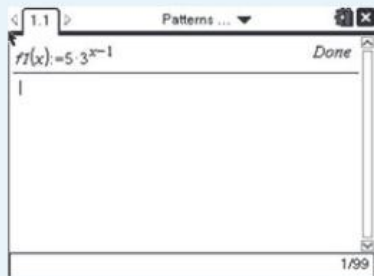 1.1 Patterns ...
f1(x):=5·3^{x−1} Done
1/99